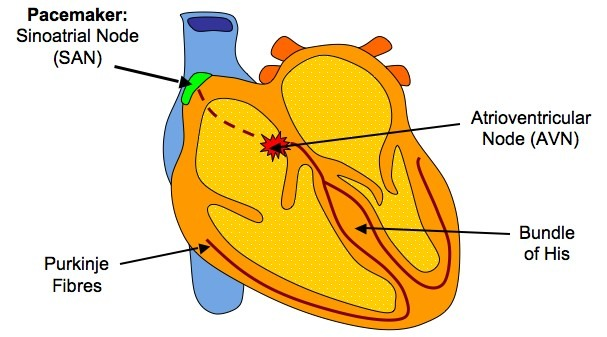 Pacemaker:
Sinoatrial Node
(SAN)
Atrioventricular
Node (AVN)
Bundle
of His
Purkinje
Fibres